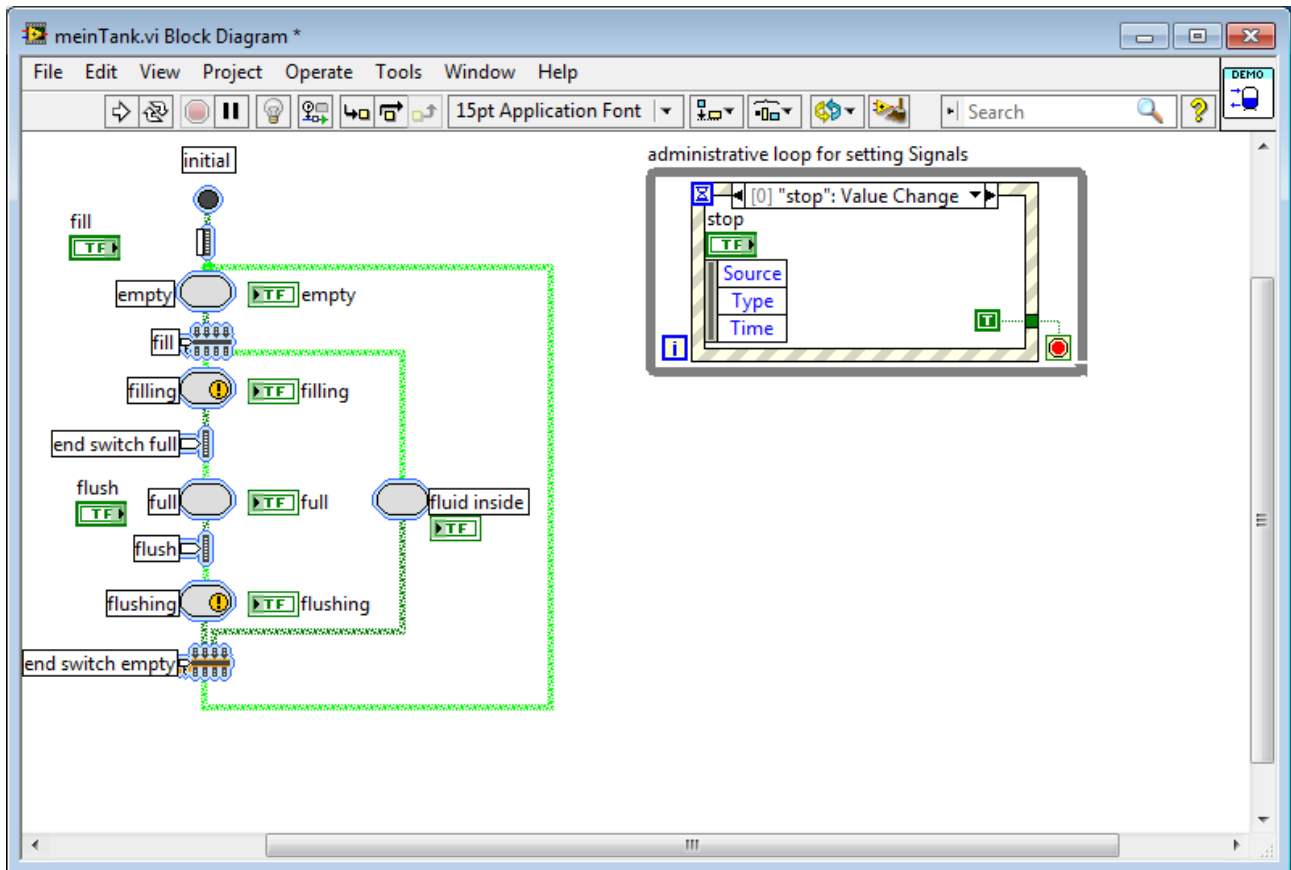 meinTank.vi Block Diagram *
File Edit View Project Operate Tools Window Help
DEMO
15pt Application Font
Search
initial
administrative loop for setting Signals
[0] "stop": Value Change
fill
TF
stop
TF
Source
Type
Time
T
i
empty
TF
empty
fill
filling
TF
filling
end switch full
flush
TF
full
TF
full
fluid inside
TF
flush
flushing
TF
flushing
end switch empty